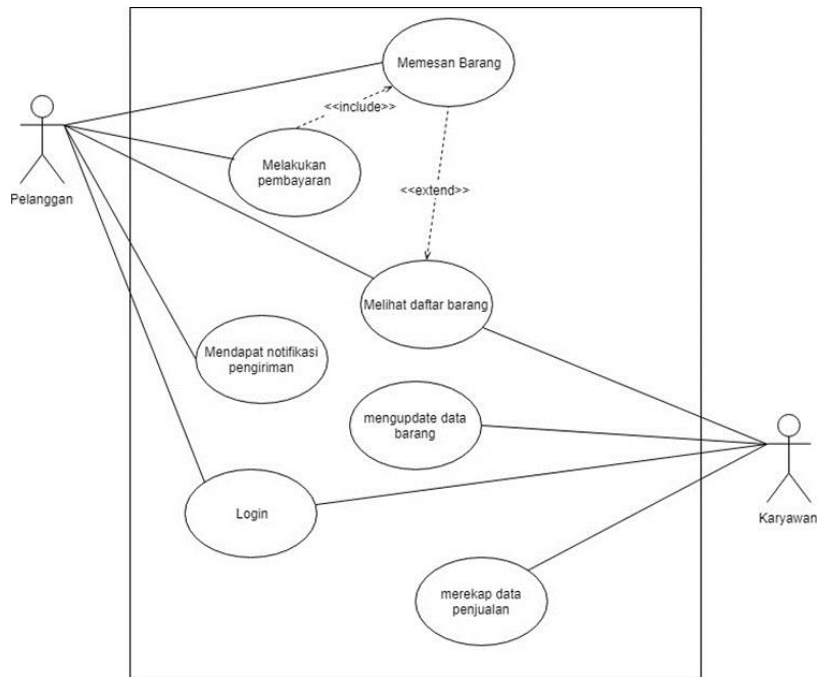 Memesan Barang
<<include>>
Melakukan
pembayaran
Pelanggan
<<extend>>
Melihat daftar barang
Mendapat notifikasi
pengiriman
mengupdate data
barang
Login
Karyawan
merekap data
penjualan